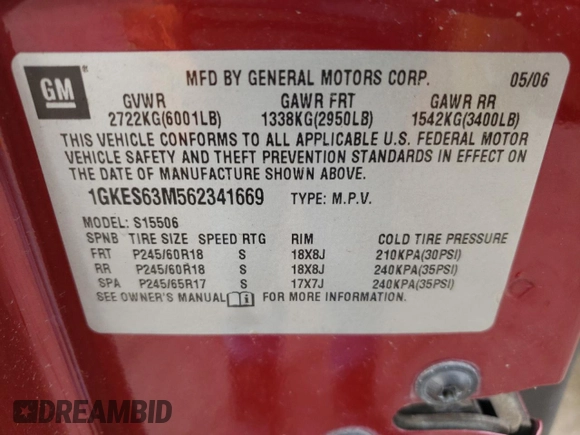 GM
MFD BY GENERAL MOTORS CORP. 05/06
GVWR GAWR FRT GAWR RR
2722KG(6001LB) 1338KG(2950LB) 1542KG(3400LB)
THIS VEHICLE CONFORMS TO ALL APPLICABLE U.S. FEDERAL MOTOR
VEHICLE SAFETY AND THEFT PREVENTION STANDARDS IN EFFECT ON
THE DATE OF MANUFACTURE SHOWN ABOVE.
1GKES63M562341669 TYPE: M.P.V.
MODEL: S15506
SPNB TIRE SIZE SPEED RTG RIM COLD TIRE PRESSURE
FRT P245/60R18 S 18X8J 210KPA(30PSI)
RR P245/60R18 S 18X8J 240KPA(35PSI)
SPA P245/65R17 S 17X7J 240KPA(35PSI)
SEE OWNER'S MANUAL i FOR MORE INFORMATION.
DREAMBID